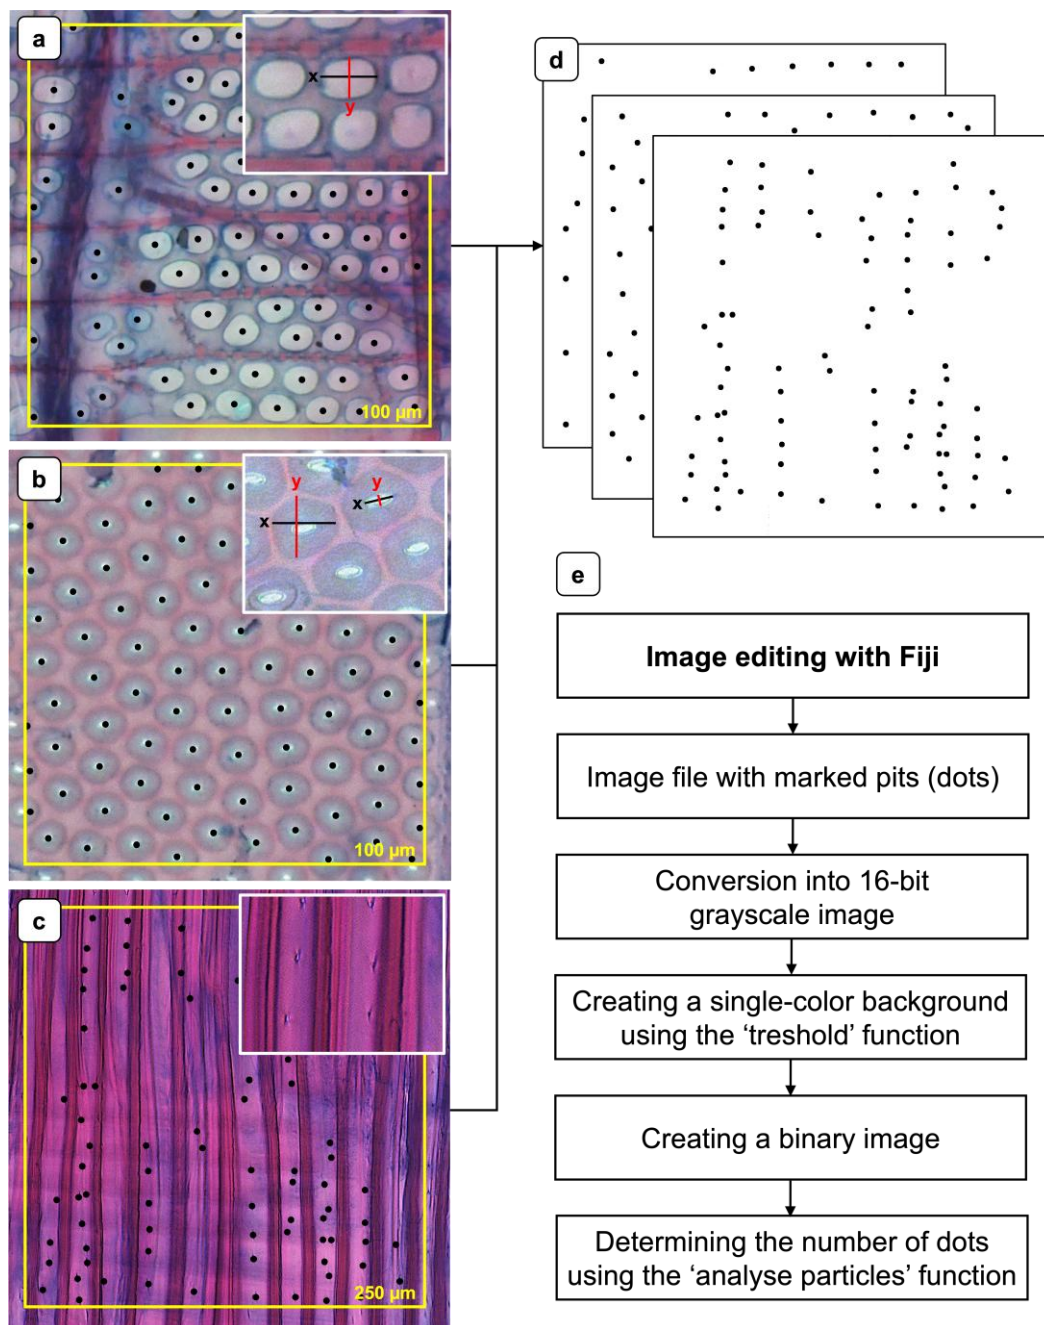 a
x
y
100 µm
b
y
x
x
y
100 µm
c
250 µm
d
e
Image editing with Fiji
Image file with marked pits (dots)
Conversion into 16-bit
grayscale image
Creating a single-color background
using the ‘treshold’ function
Creating a binary image
Determining the number of dots
using the ‘analyse particles’ function